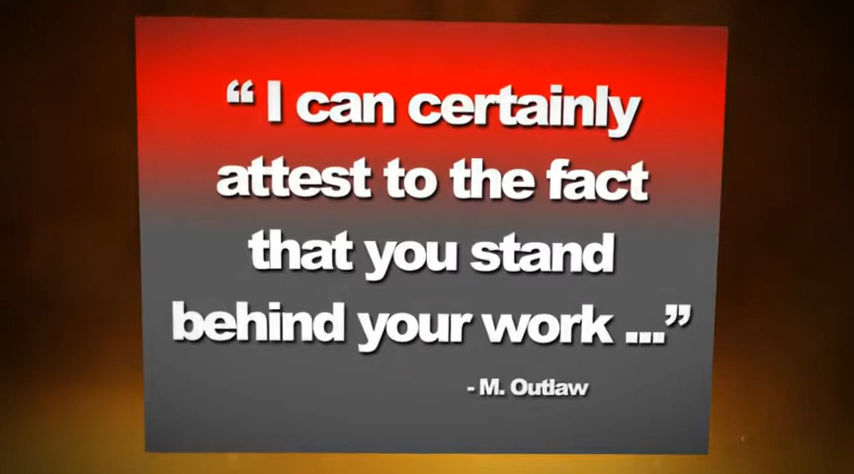 “ I can certainly
attest to the fact
that you stand
behind your work ...”
- M. Outlaw